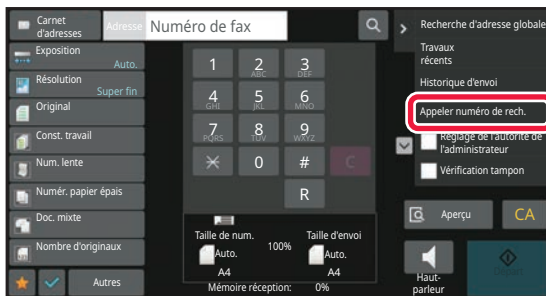 Carnet
d'adresses
Adresse
Numéro de fax
Exposition
Auto.
Résolution
Super fin
Original
Const. travail
Num. lente
Numér. papier
épais
Doc. mixte
Nombre d'originaux
Autres
1
2
ABC
3
DEF
4
GHI
5
JKL
6
MNO
7
PQRS
8
TUV
9
WXYZ
0
#
C
R
Taille de
num.
100%
Taille d'envoi
Auto.
Auto.
A4
A4
Mémoire réception:
0%
Recherche d'adresse globale
Travaux
récents
Historique d'envoi
Appeler numéro de rech.
Réglage de l'autorité de
l'administrateur
Vérification tampon
Aperçu
CA
Haut-
parleur
Départ